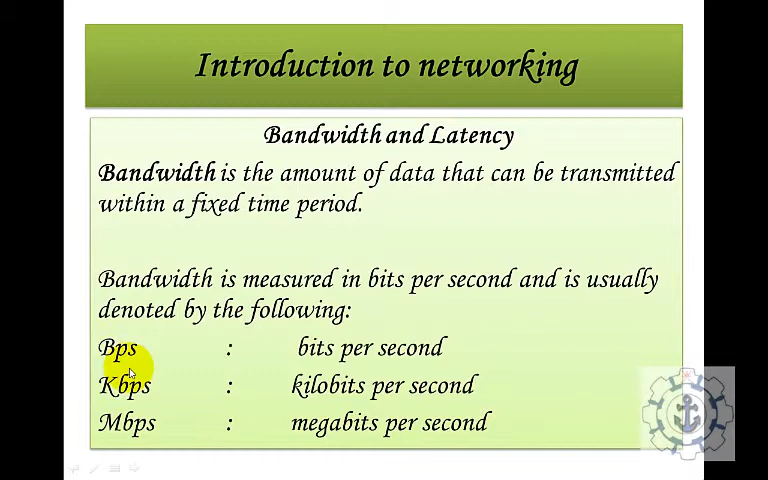 Introduction to networking
Bandwidth and Latency
Bandwidth is the amount of data that can be transmitted
within a fixed time period.
Bandwidth is measured in bits per second and is usually
denoted by the following:
Bps : bits per second
Kbps : kilobits per second
Mbps : megabits per second